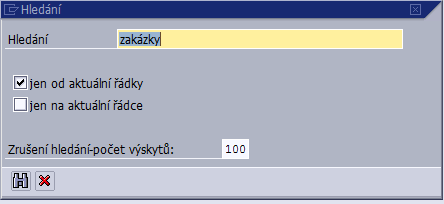 Hledání
Hledání zakázky
jen od aktuální řádky
jen na aktuální řádce
Zrušení hledání-počet výskytů: 100